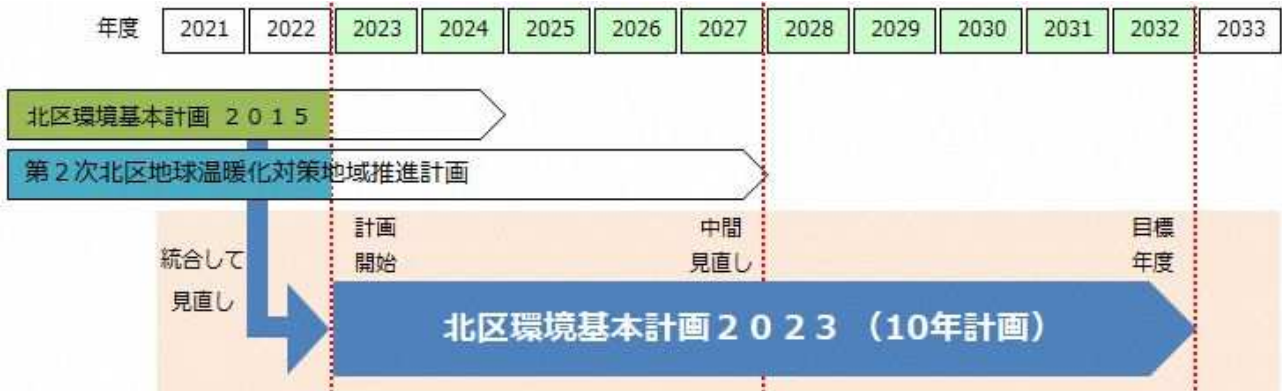 年度 2021 2022 2023 2024 2025 2026 2027 2028 2029 2030 2031 2032 2033
北区環境基本計画 2015
第2次北区地球温暖化対策地域推進計画
統合して
見直し
計画
開始
中間
見直し
目標
年度
北区環境基本計画2023 (10年計画)